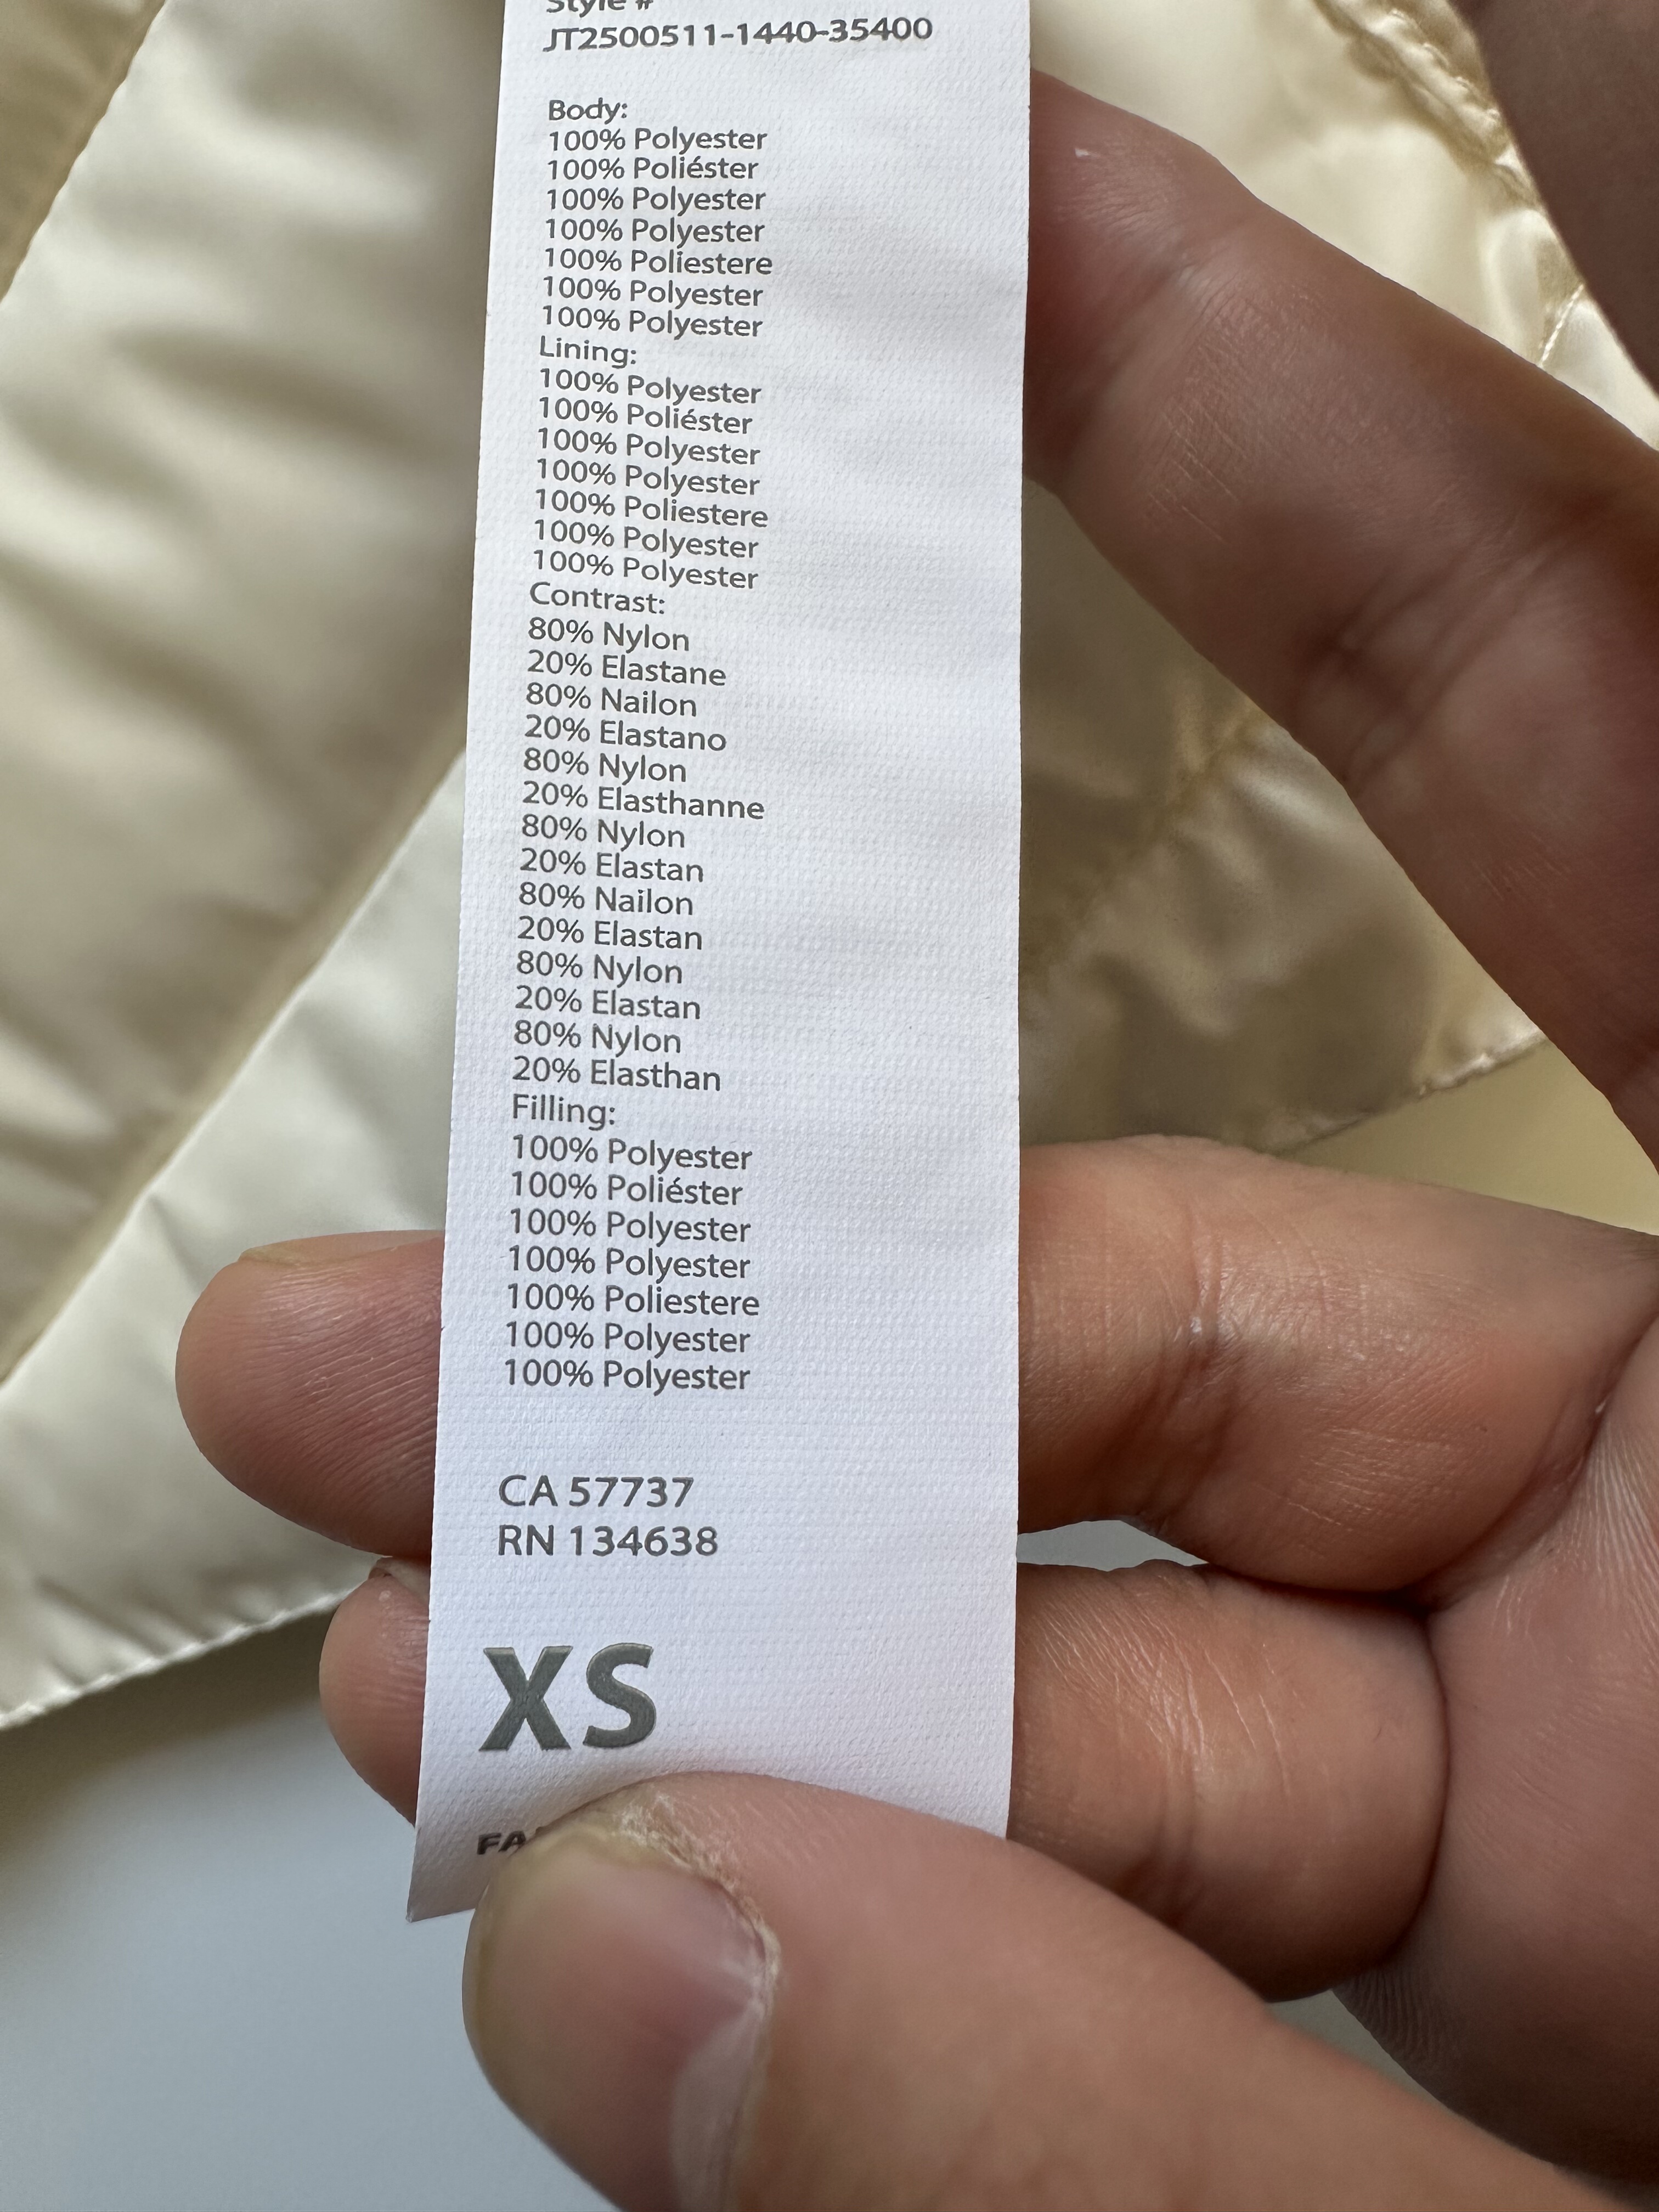 Style #
JT2500511-1440-35400
Body:
100% Polyester
100% Poliéster
100% Polyester
100% Polyester
100% Poliestere
100% Polyester
100% Polyester
Lining:
100% Polyester
100% Poliéster
100% Polyester
100% Polyester
100% Poliestere
100% Polyester
100% Polyester
Contrast:
80% Nylon
20% Elastane
80% Nailon
20% Elastano
80% Nylon
20% Elasthanne
80% Nylon
20% Elastan
80% Nailon
20% Elastan
80% Nylon
20% Elastan
80% Nylon
20% Elasthan
Filling:
100% Polyester
100% Poliéster
100% Polyester
100% Polyester
100% Poliestere
100% Polyester
100% Polyester
CA 57737
RN 134638
XS